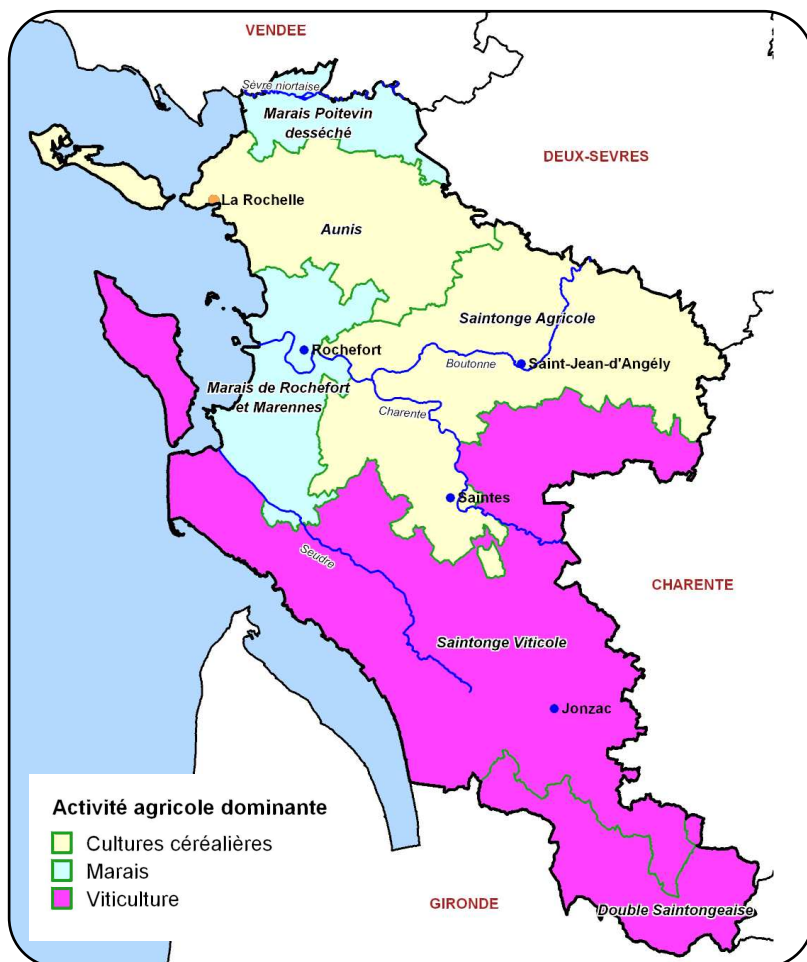 VENDEE
Sèvre niortaise
Marais Poitevin
desséché
DEUX-SEVRES
La Rochelle
Aunis
Saintonge Agricole
Rochefort
Boutonne
Saint-Jean-d'Angély
Marais de Rochefort
et Marennes
Charente
Saintes
Seudre
CHARENTE
Saintonge Viticole
Jonzac
Activité agricole dominante
Cultures céréalières
Marais
Viticulture
GIRONDE
Double Saintongeaise